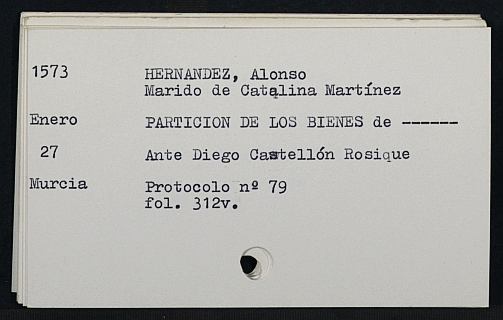 1573 HERNANDEZ, Alonso
Marido de Catalina Martínez
Enero PARTICION DE LOS BIENES de ------
27 Ante Diego Castellón Rosique
Murcia Protocolo nº 79
fol. 312v.